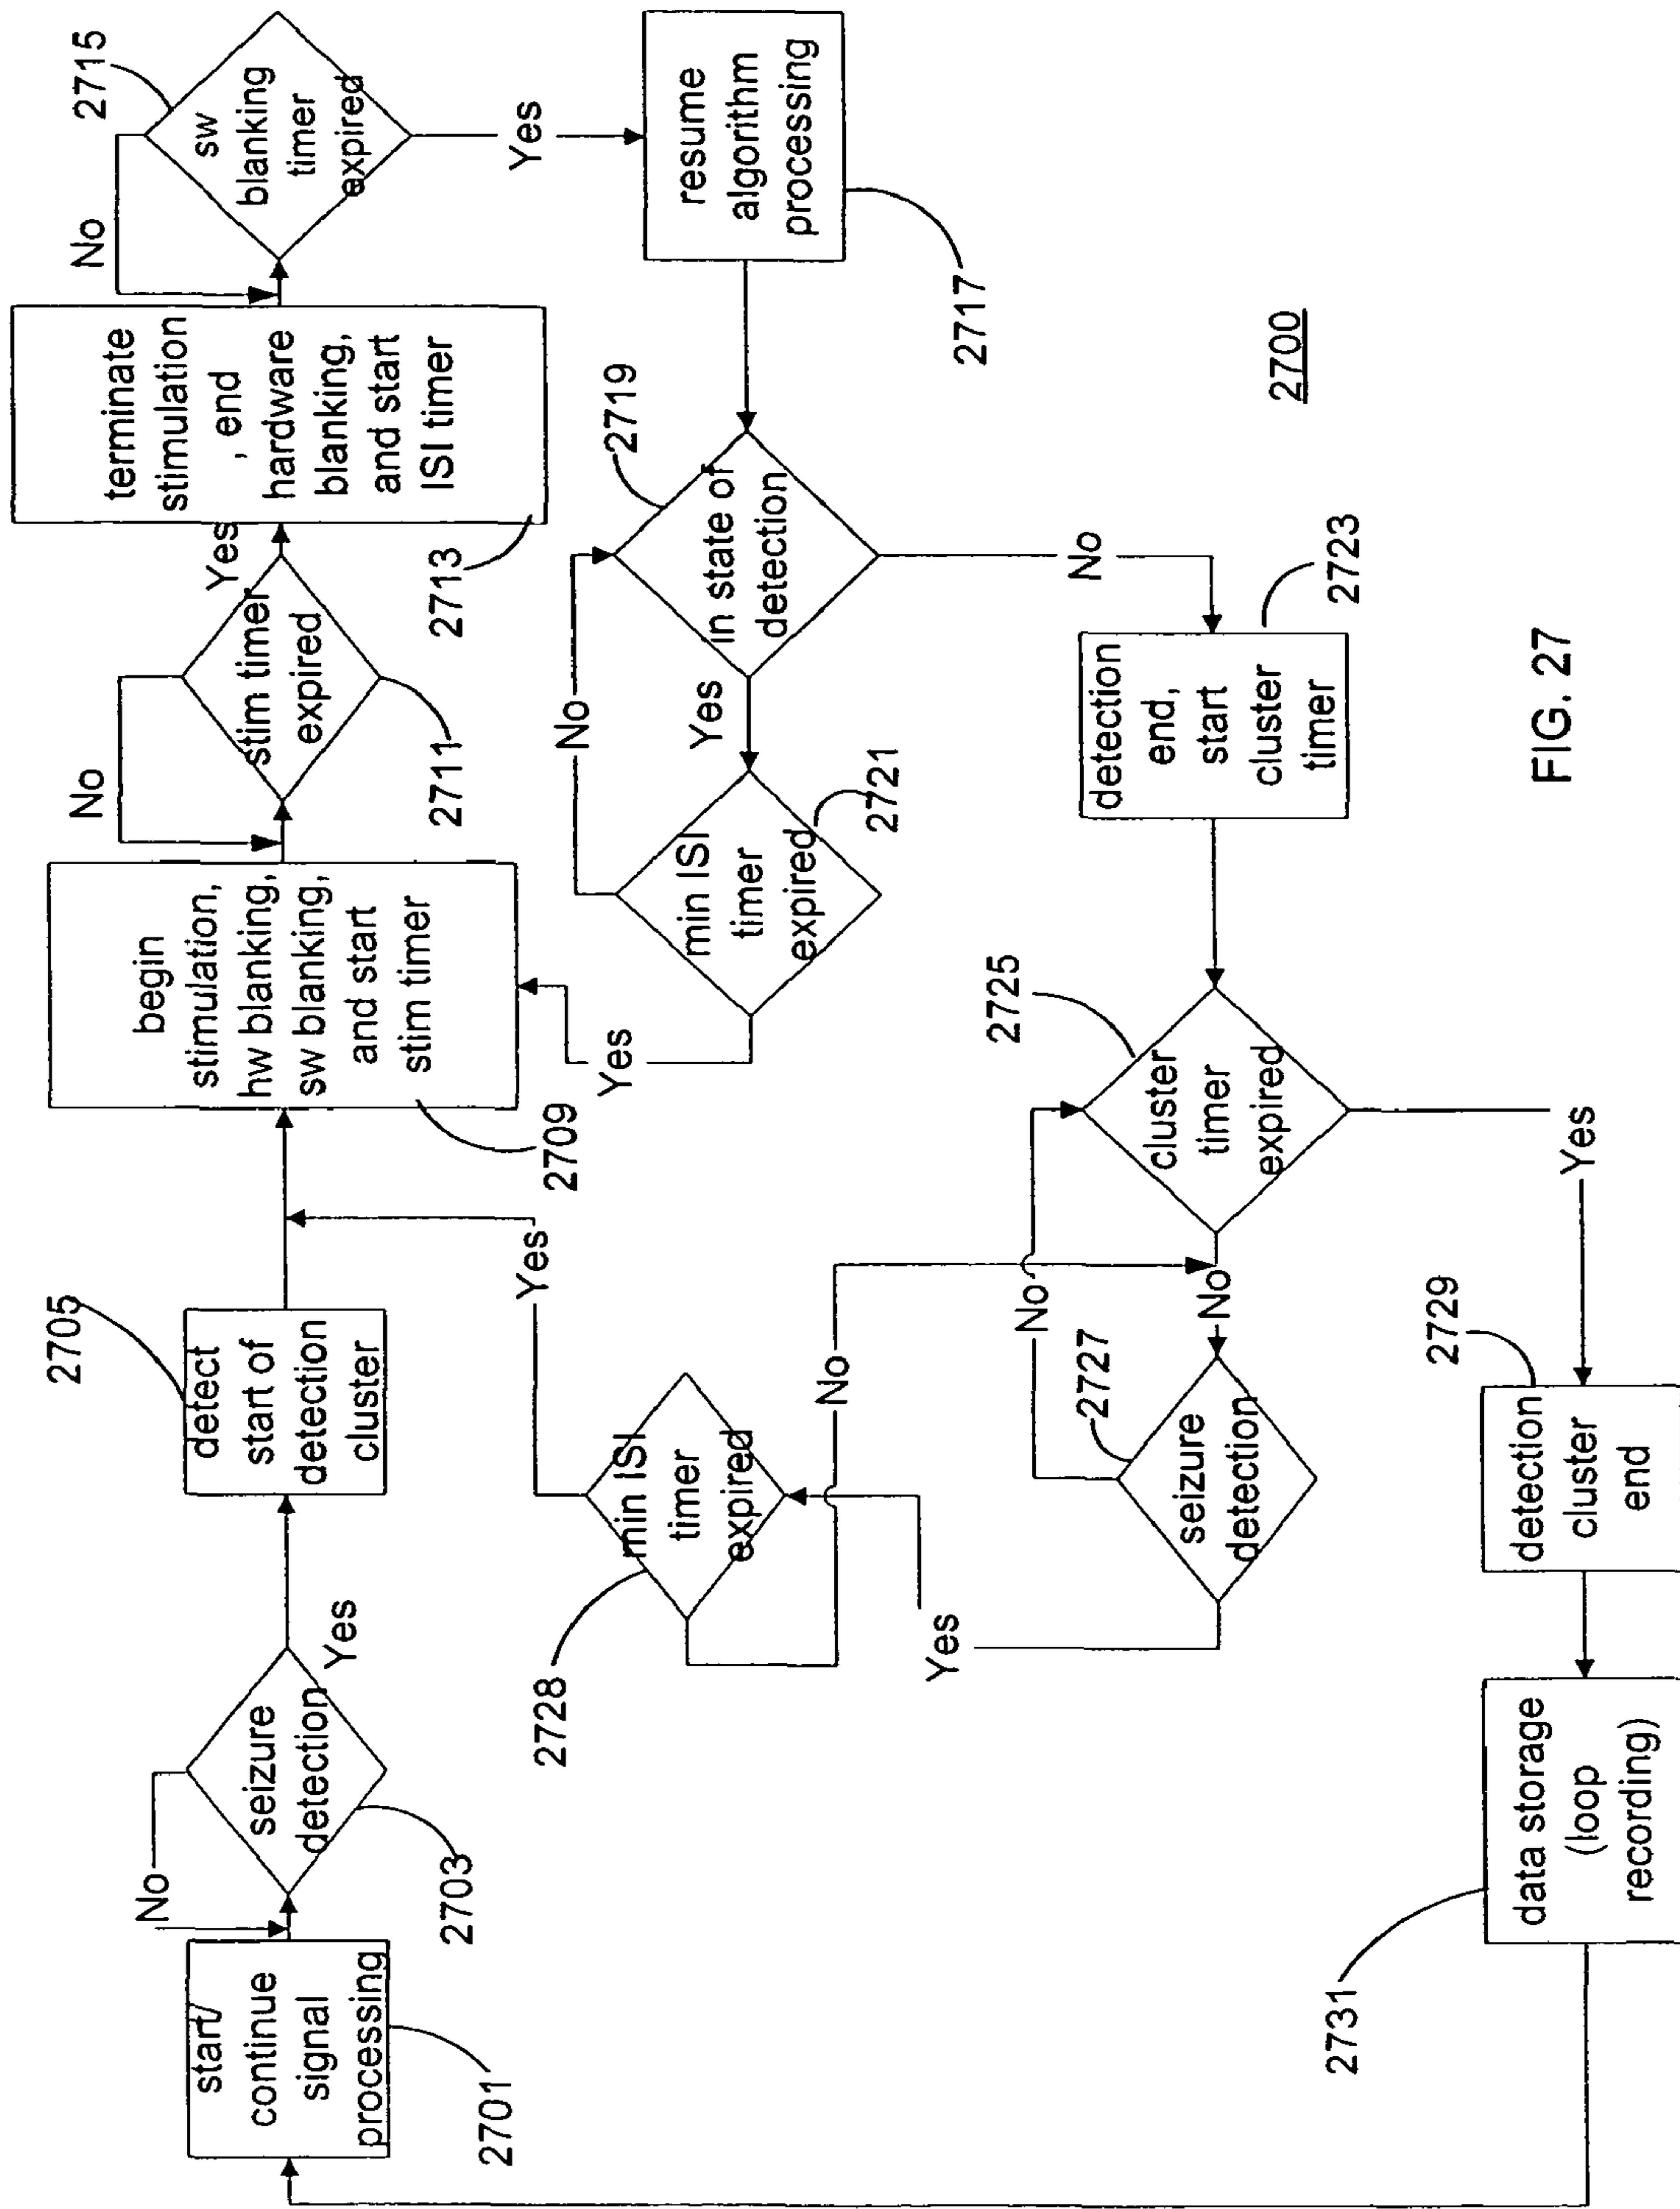 start/
continue
signal
processing
2701
No
seizure
detection
2703
Yes
detect
start of
detection
cluster
2705
begin
stimulation,
hw blanking,
sw blanking,
and start
stim timer
2709
No
stim timer
expired
2711
Yes
terminate
stimulation
, end
hardware
blanking,
and start
ISI timer
2713
No
sw
blanking
timer
expired
2715
Yes
resume
algorithm
processing
2717
in state of
detection
2719
Yes
No
min ISI
timer
expired
2721
No
Yes
detection
end,
start
cluster
timer
2723
cluster
timer
expired
2725
No
Yes
seizure
detection
2727
No
Yes
min ISI
timer
expired
2728
No
Yes
detection
cluster
end
2729
data storage
(loop
recording)
2731
2700
FIG. 27